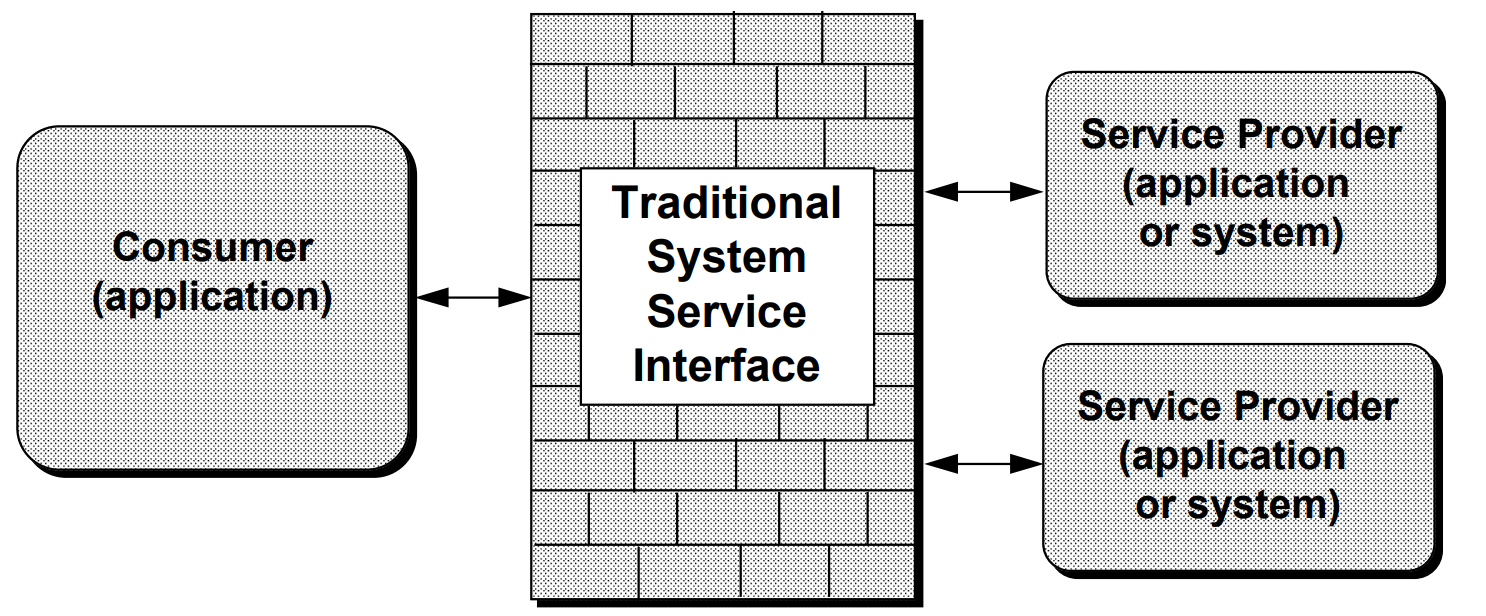 Consumer
(application)
Traditional
System
Service
Interface
Service Provider
(application
or system)
Service Provider
(application
or system)